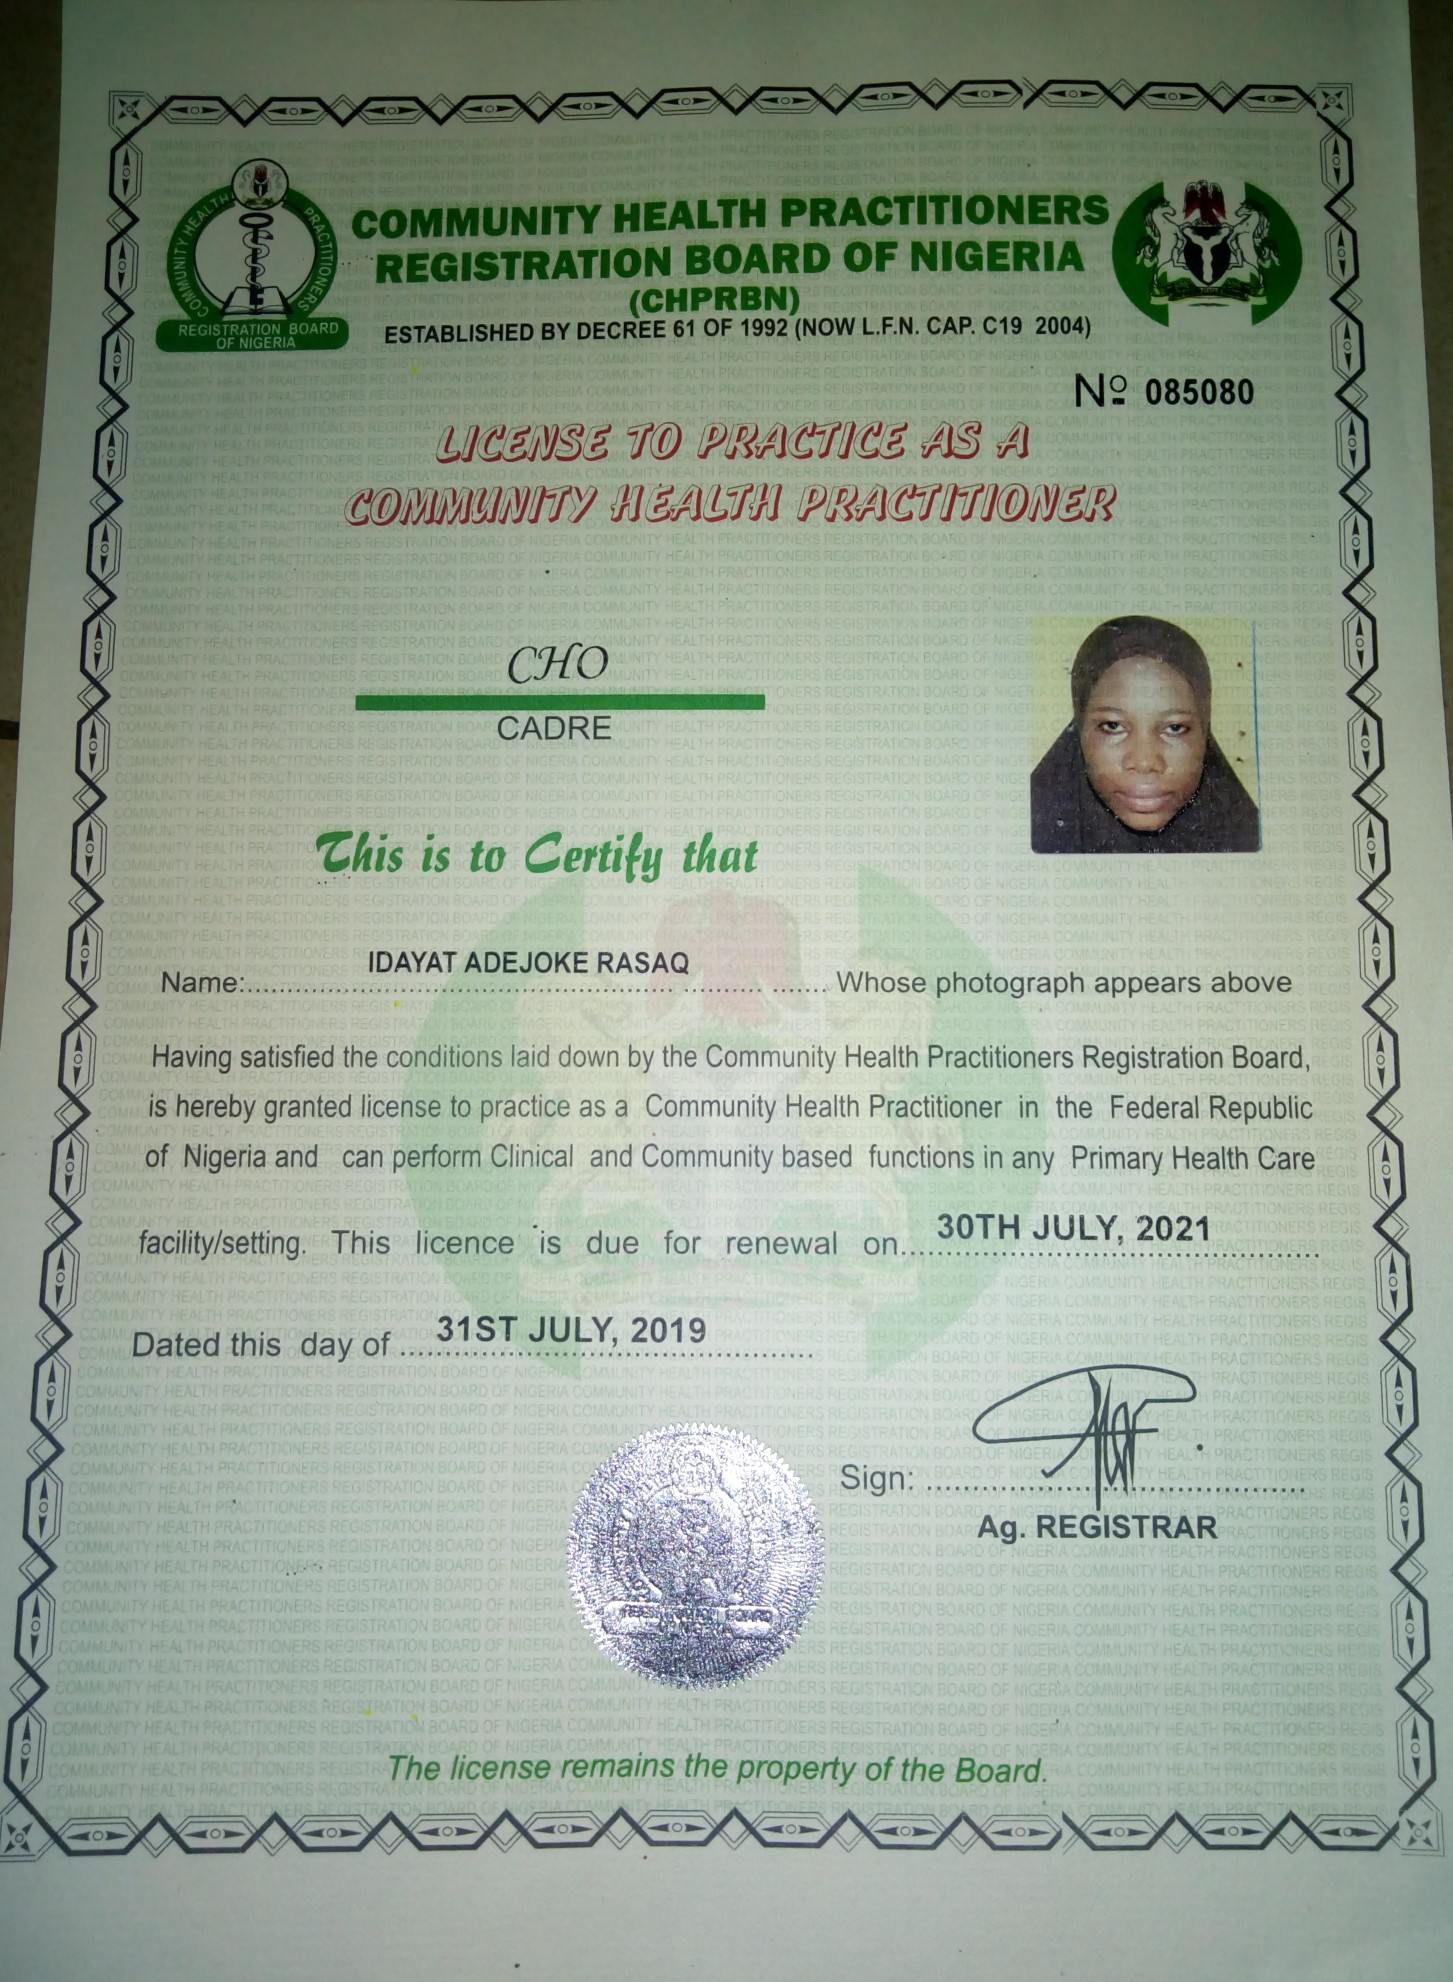 COMMUNITY HEALTH PRACTITIONERS
REGISTRATION BOARD
OF NIGERIA
COMMUNITY HEALTH PRACTITIONERS
REGISTRATION BOARD OF NIGERIA
(CHPRBN)
ESTABLISHED BY DECREE 61 OF 1992 (NOW L.F.N. CAP. C19 2004)
Nº 085080
LICENSE TO PRACTICE AS A
COMMUNITY HEALTH PRACTITIONER
CHO
CADRE
This is to Certify that
Name:.......... IDAYAT ADEJOKE RASAQ .......... Whose photograph appears above
Having satisfied the conditions laid down by the Community Health Practitioners Registration Board,
is hereby granted license to practice as a Community Health Practitioner in the Federal Republic
of Nigeria and can perform Clinical and Community based functions in any Primary Health Care
facility/setting. This licence is due for renewal on.......... 30TH JULY, 2021
Dated this day of .......... 31ST JULY, 2019
Sign: ..........
Ag. REGISTRAR
REGISTRATION BOARD
OF NIGERIA
The license remains the property of the Board.